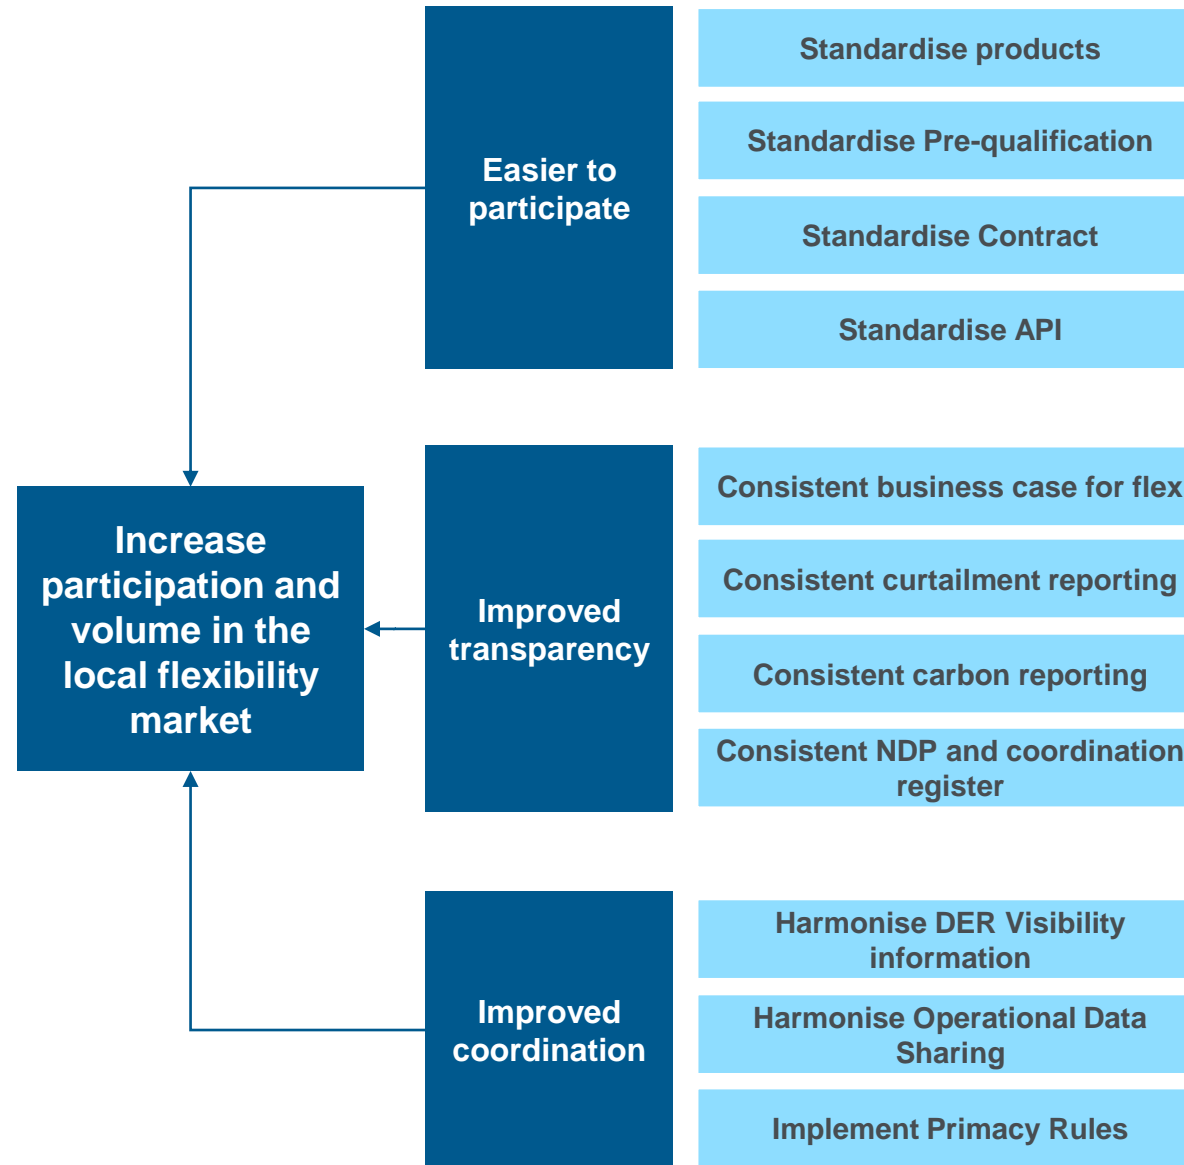 Standardise products
Standardise Pre-qualification
Easier to
participate
Standardise Contract
Standardise API
Consistent business case for flex
Increase
participation and
volume in the
local flexibility
market
Consistent curtailment reporting
Improved
transparency
Consistent carbon reporting
Consistent NDP and coordination
register
Harmonise DER Visibility
information
Improved
coordination
Harmonise Operational Data
Sharing
Implement Primacy Rules